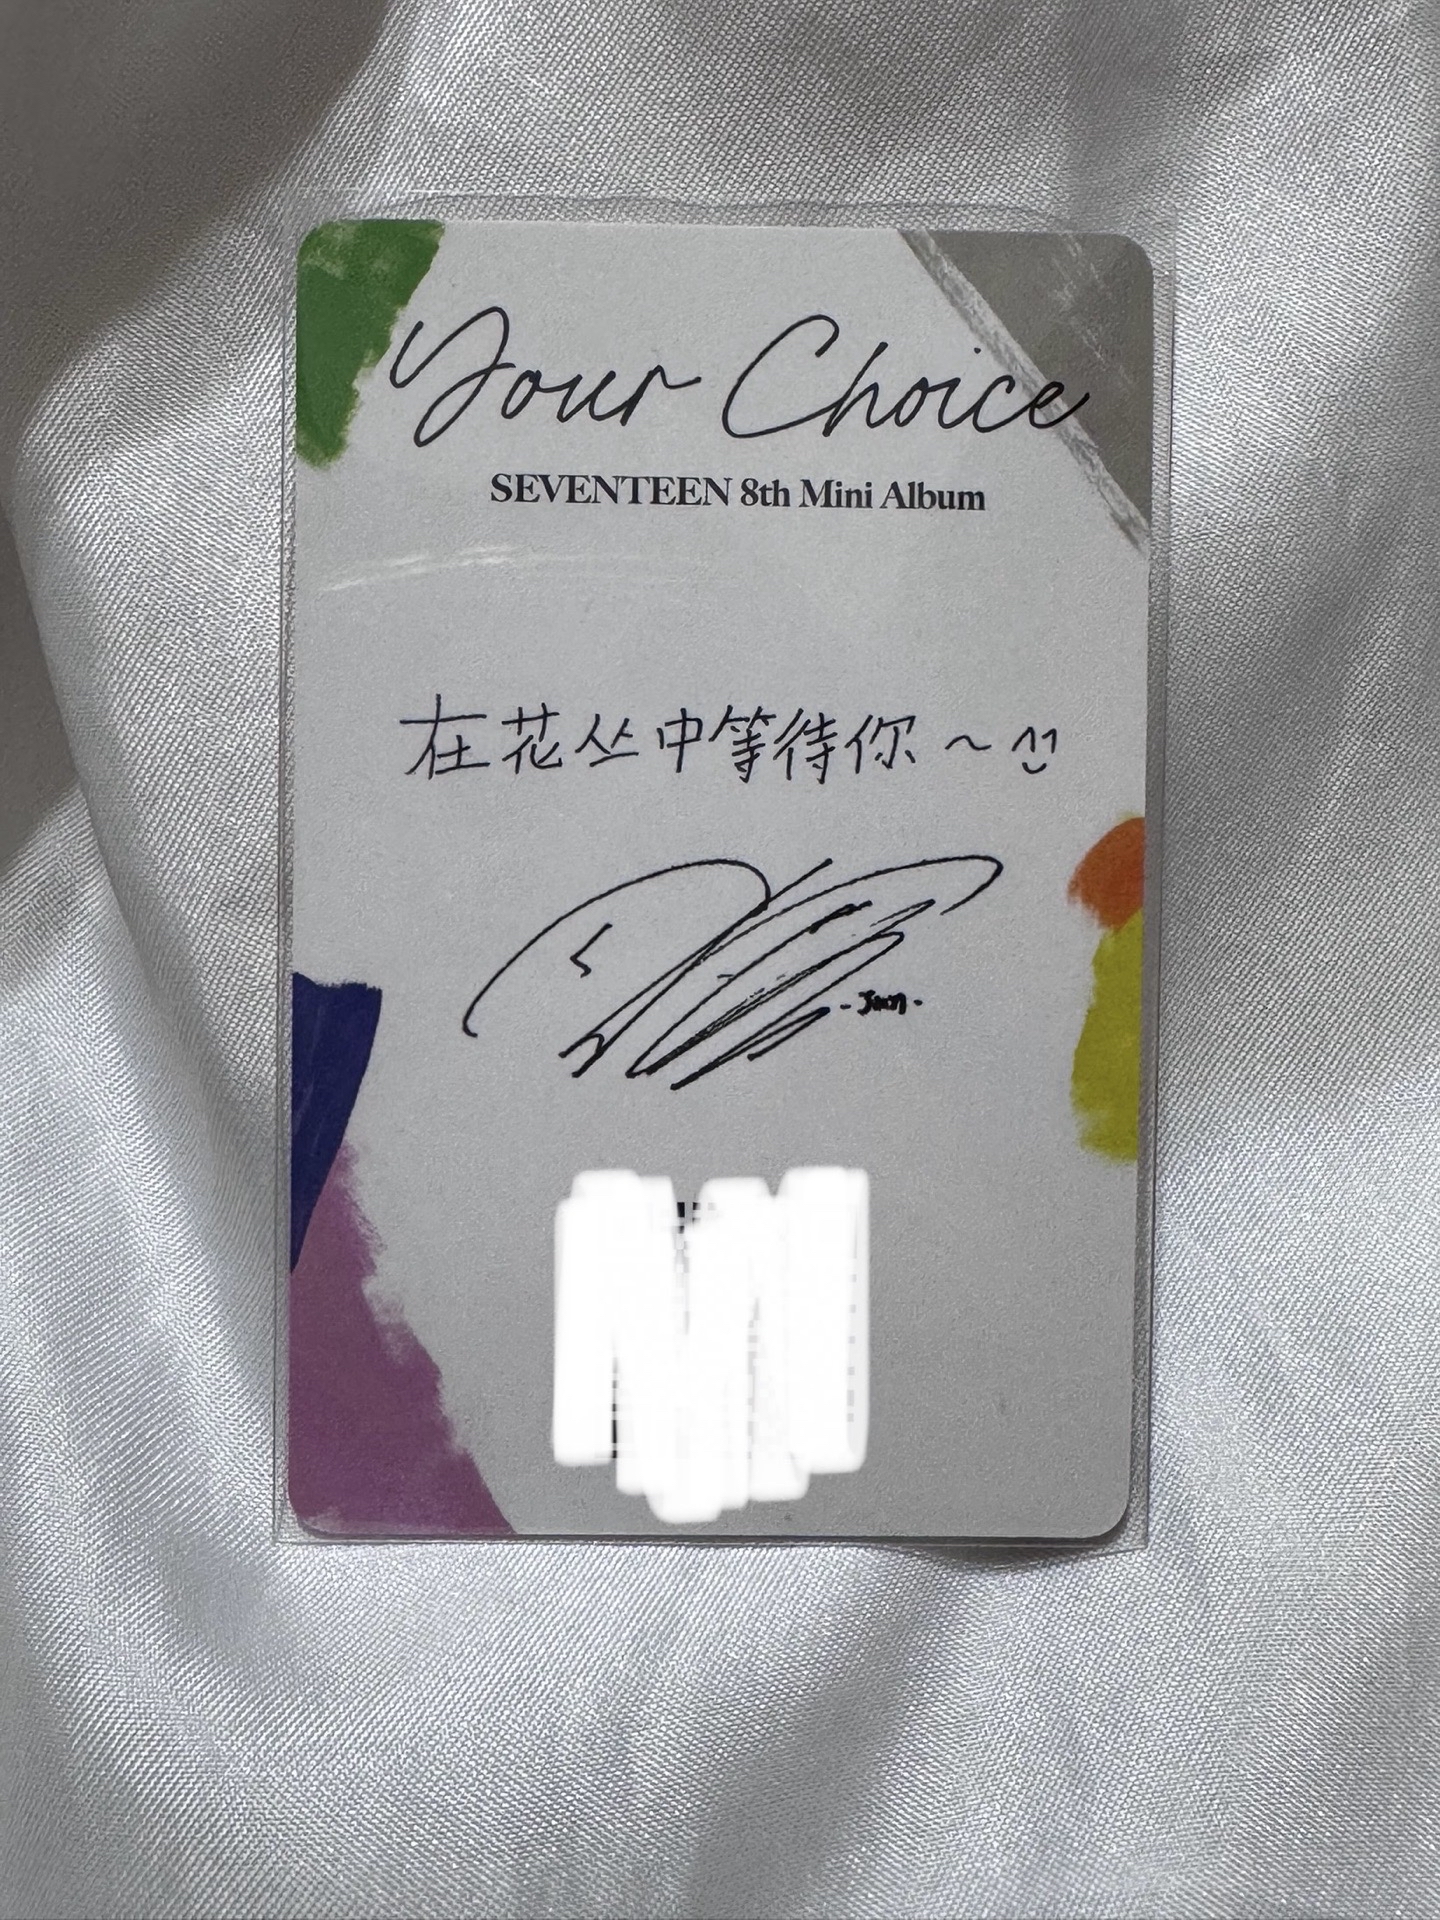 Your Choice
SEVENTEEN 8th Mini Album
在花丛中等待你~
-Jun-